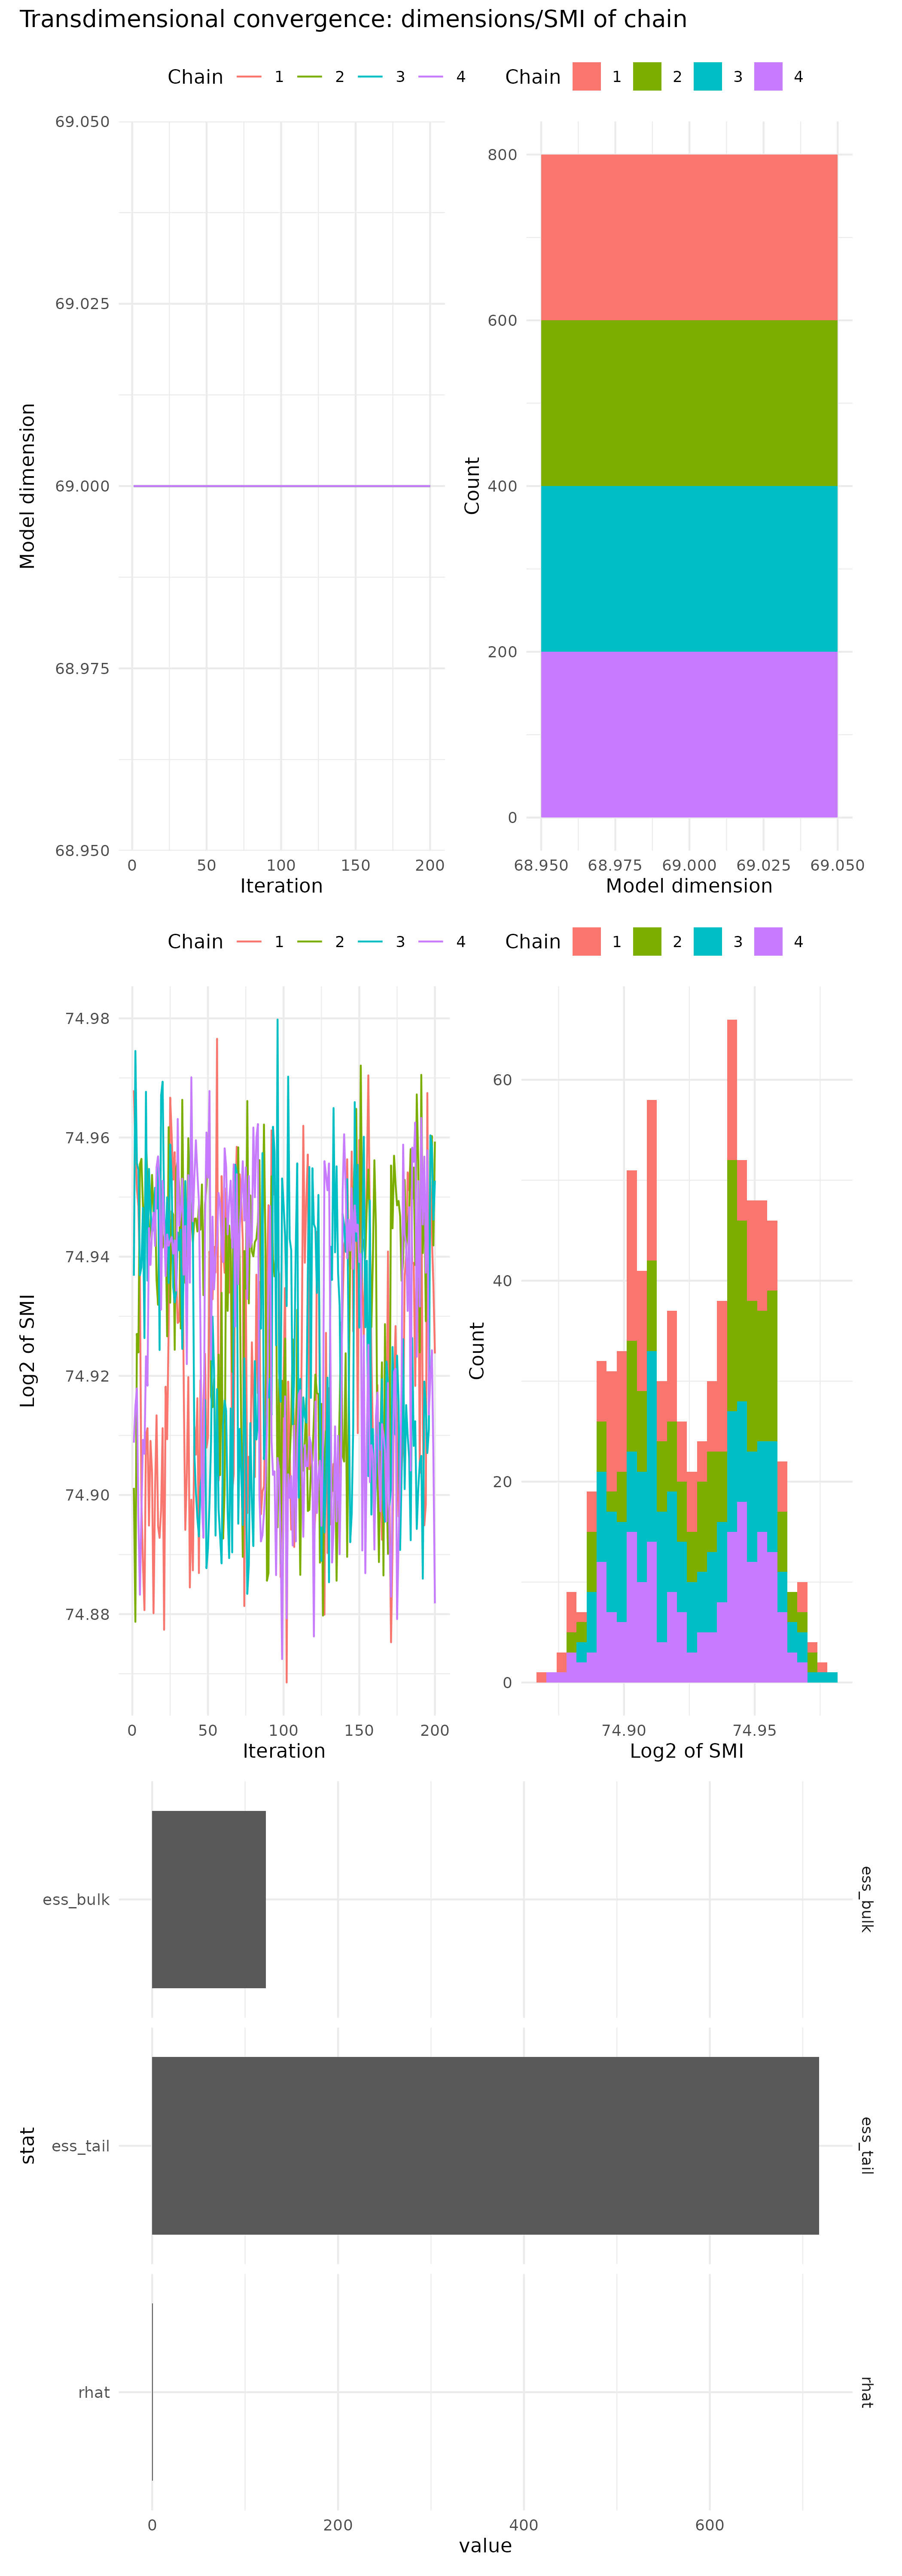 Transdimensional convergence: dimensions/SMI of chain
Chain 1 2 3 4
Chain 1 2 3 4
69.050
69.025
69.000
68.975
68.950
Model dimension
0 50 100 150 200
Iteration
800
600
400
200
0
Count
68.950 68.975 69.000 69.025 69.050
Model dimension
Chain 1 2 3 4
Chain 1 2 3 4
74.98
74.96
74.94
74.92
74.90
74.88
Log2 of SMI
0 50 100 150 200
Iteration
60
40
20
0
Count
74.90 74.95
Log2 of SMI
stat
ess_bulk
ess_bulk
ess_tail
ess_tail
rhat
rhat
0 200 400 600
value